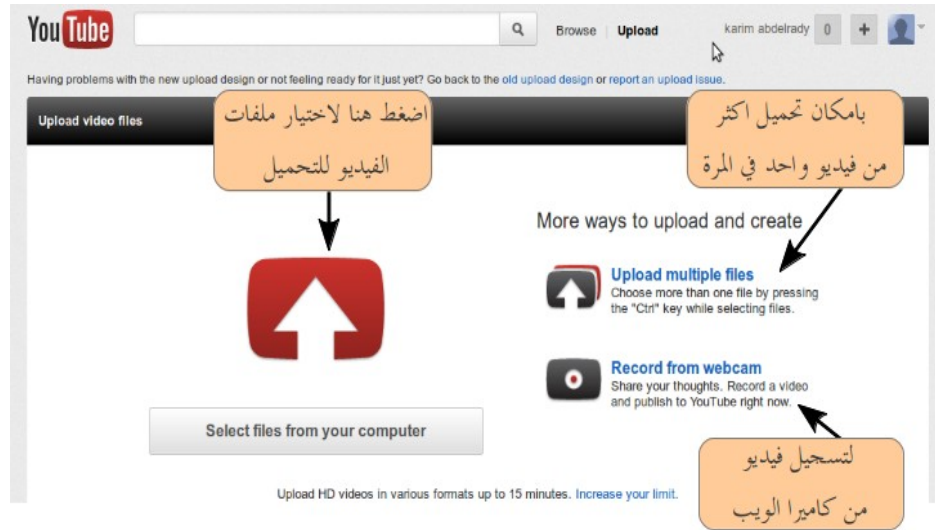 YouTube
Browse | Upload
karim abdelrady 0 +
Having problems with the new upload design or not feeling ready for it just yet? Go back to the old upload design or report an upload issue.
Upload video files
اضغط هنا لاختيار ملفات
الفيديو للتحميل
بامكان تحميل اكثر
من فيديو واحد في المرة
More ways to upload and create
Upload multiple files
Choose more than one file by pressing
the "Ctrl" key while selecting files.
Record from webcam
Share your thoughts. Record a video
and publish to YouTube right now.
Select files from your computer
لتسجيل فيديو
من كاميرا الويب
Upload HD videos in various formats up to 15 minutes. Increase your limit.